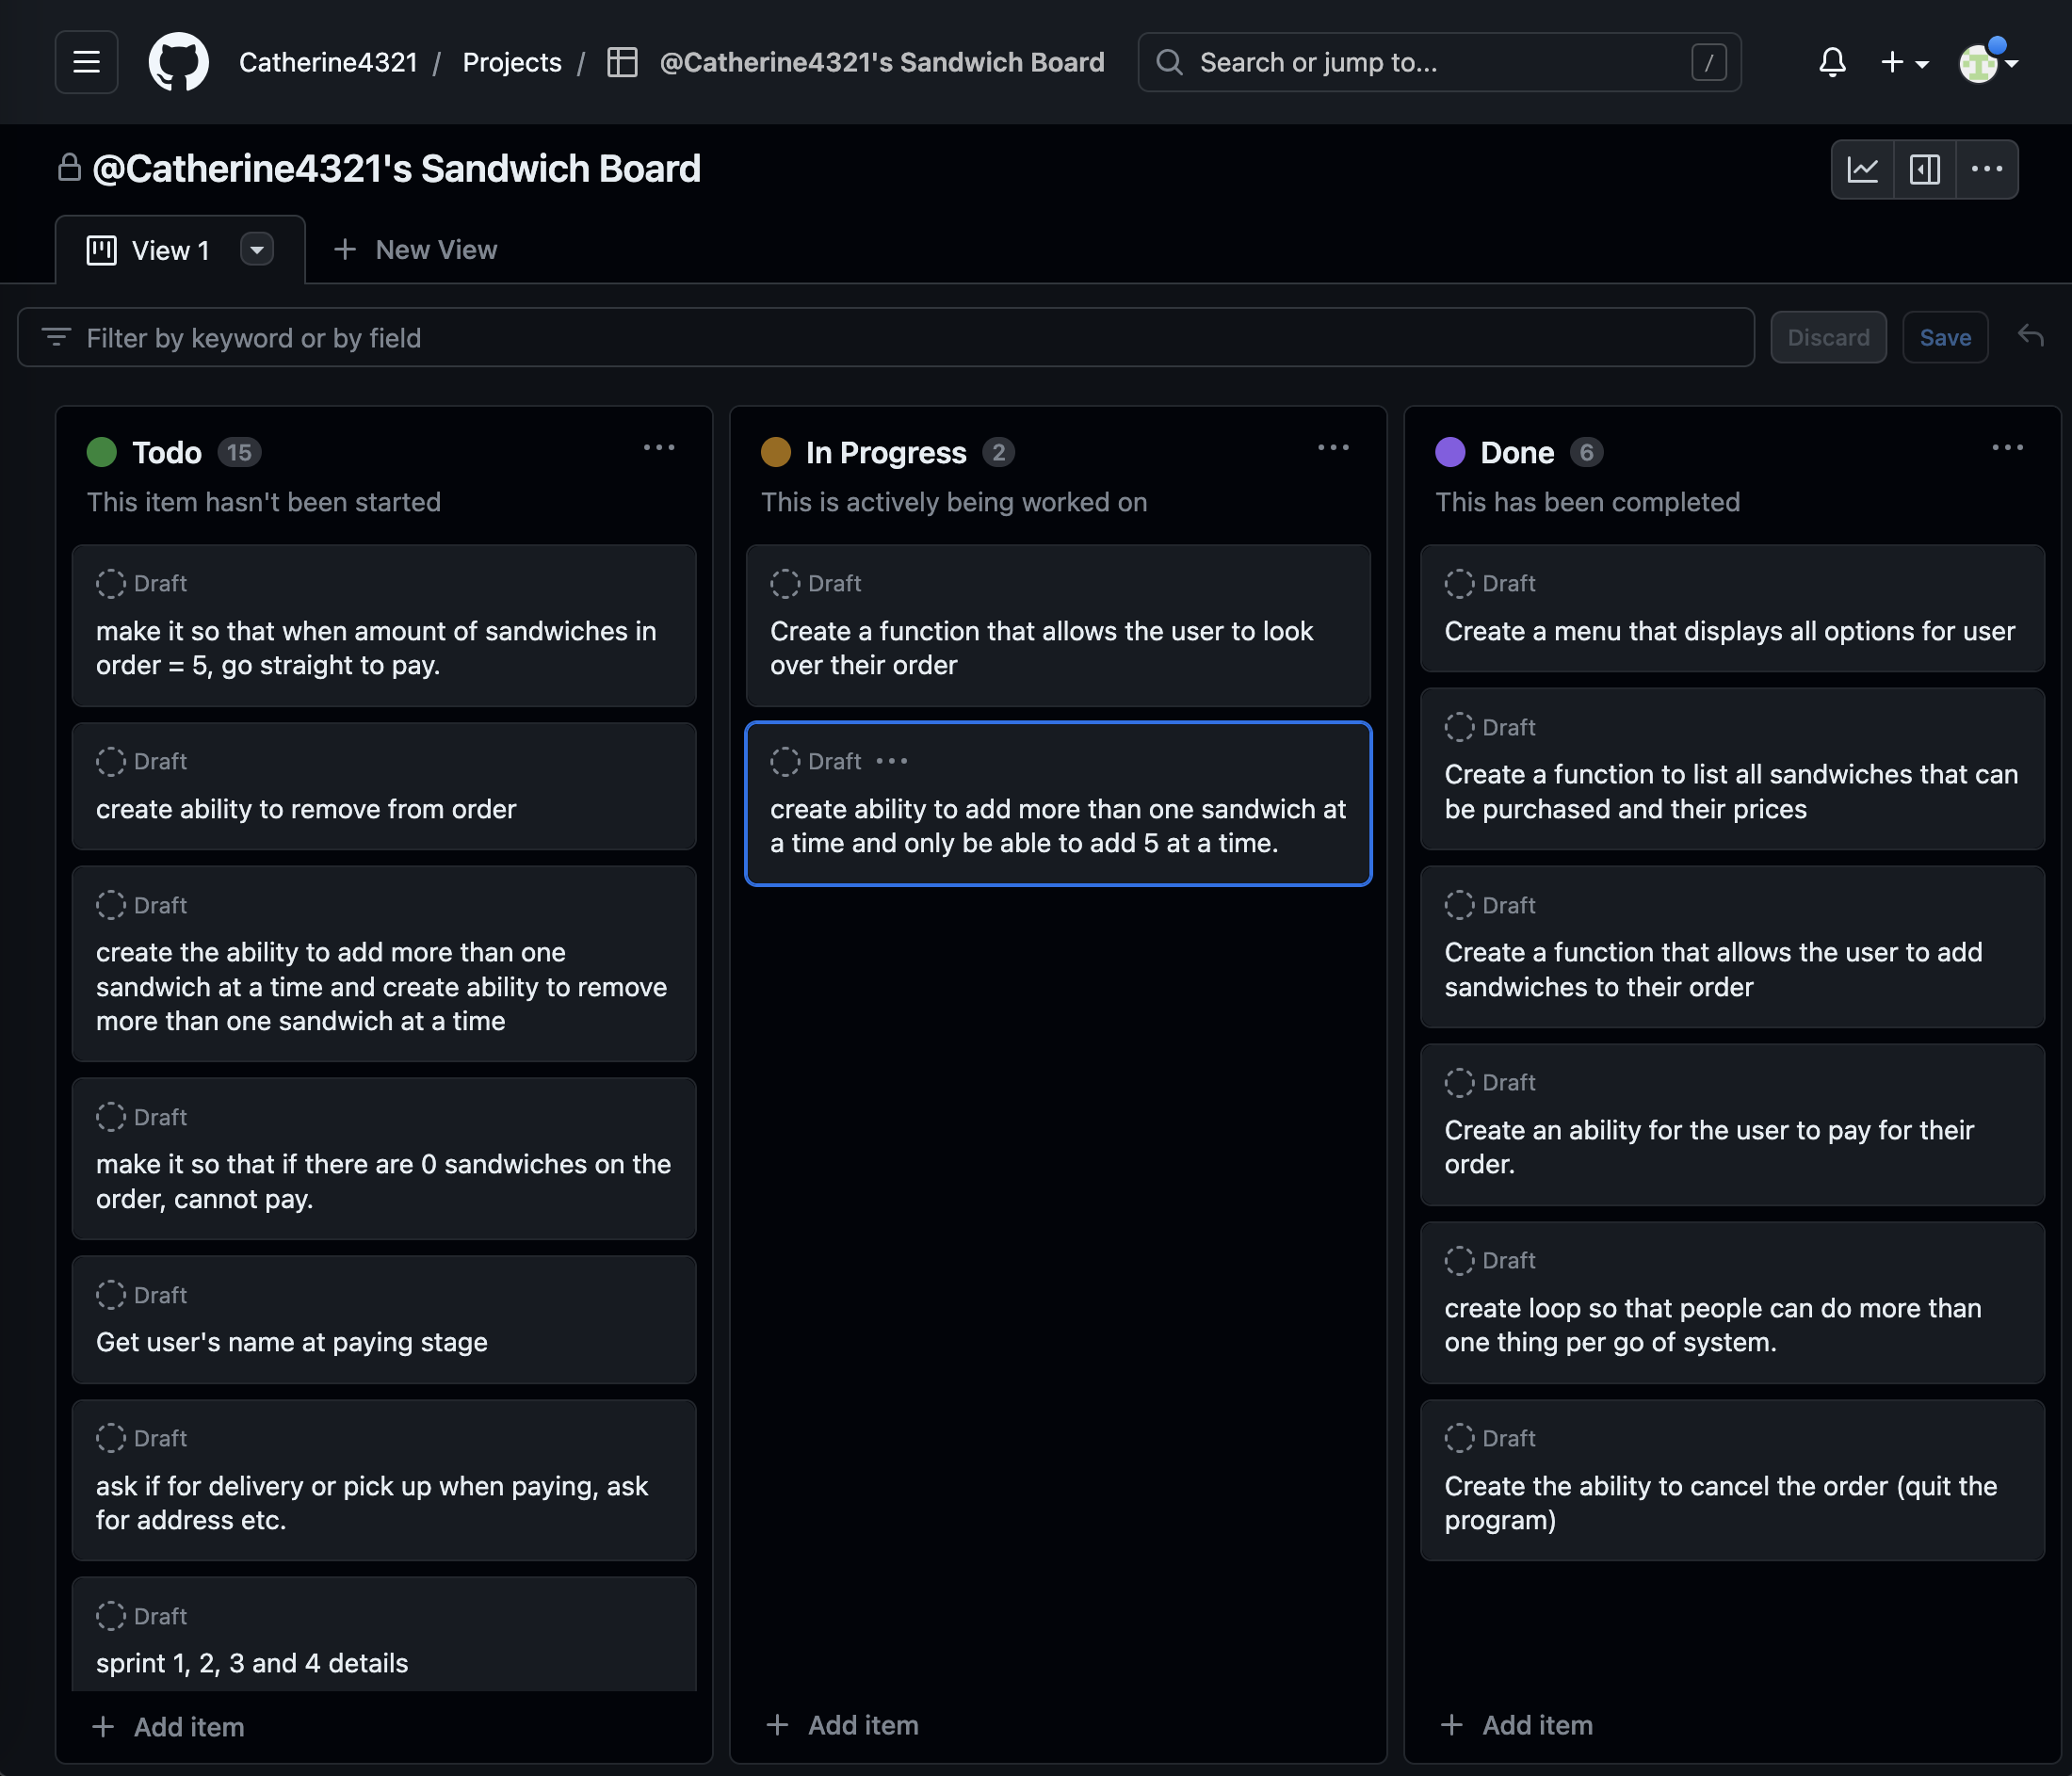 Catherine4321 / Projects / @Catherine4321's Sandwich Board
Search or jump to... /
@Catherine4321's Sandwich Board
View 1
New View
Filter by keyword or by field
Discard
Save
Todo 15
This item hasn't been started
Draft
make it so that when amount of sandwiches in
order = 5, go straight to pay.
Draft
create ability to remove from order
Draft
create the ability to add more than one
sandwich at a time and create ability to remove
more than one sandwich at a time
Draft
make it so that if there are 0 sandwiches on the
order, cannot pay.
Draft
Get user's name at paying stage
Draft
ask if for delivery or pick up when paying, ask
for address etc.
Draft
sprint 1, 2, 3 and 4 details
Add item
In Progress 2
This is actively being worked on
Draft
Create a function that allows the user to look
over their order
Draft
create ability to add more than one sandwich at
a time and only be able to add 5 at a time.
Add item
Done 6
This has been completed
Draft
Create a menu that displays all options for user
Draft
Create a function to list all sandwiches that can
be purchased and their prices
Draft
Create a function that allows the user to add
sandwiches to their order
Draft
Create an ability for the user to pay for their
order.
Draft
create loop so that people can do more than
one thing per go of system.
Draft
Create the ability to cancel the order (quit the
program)
Add item